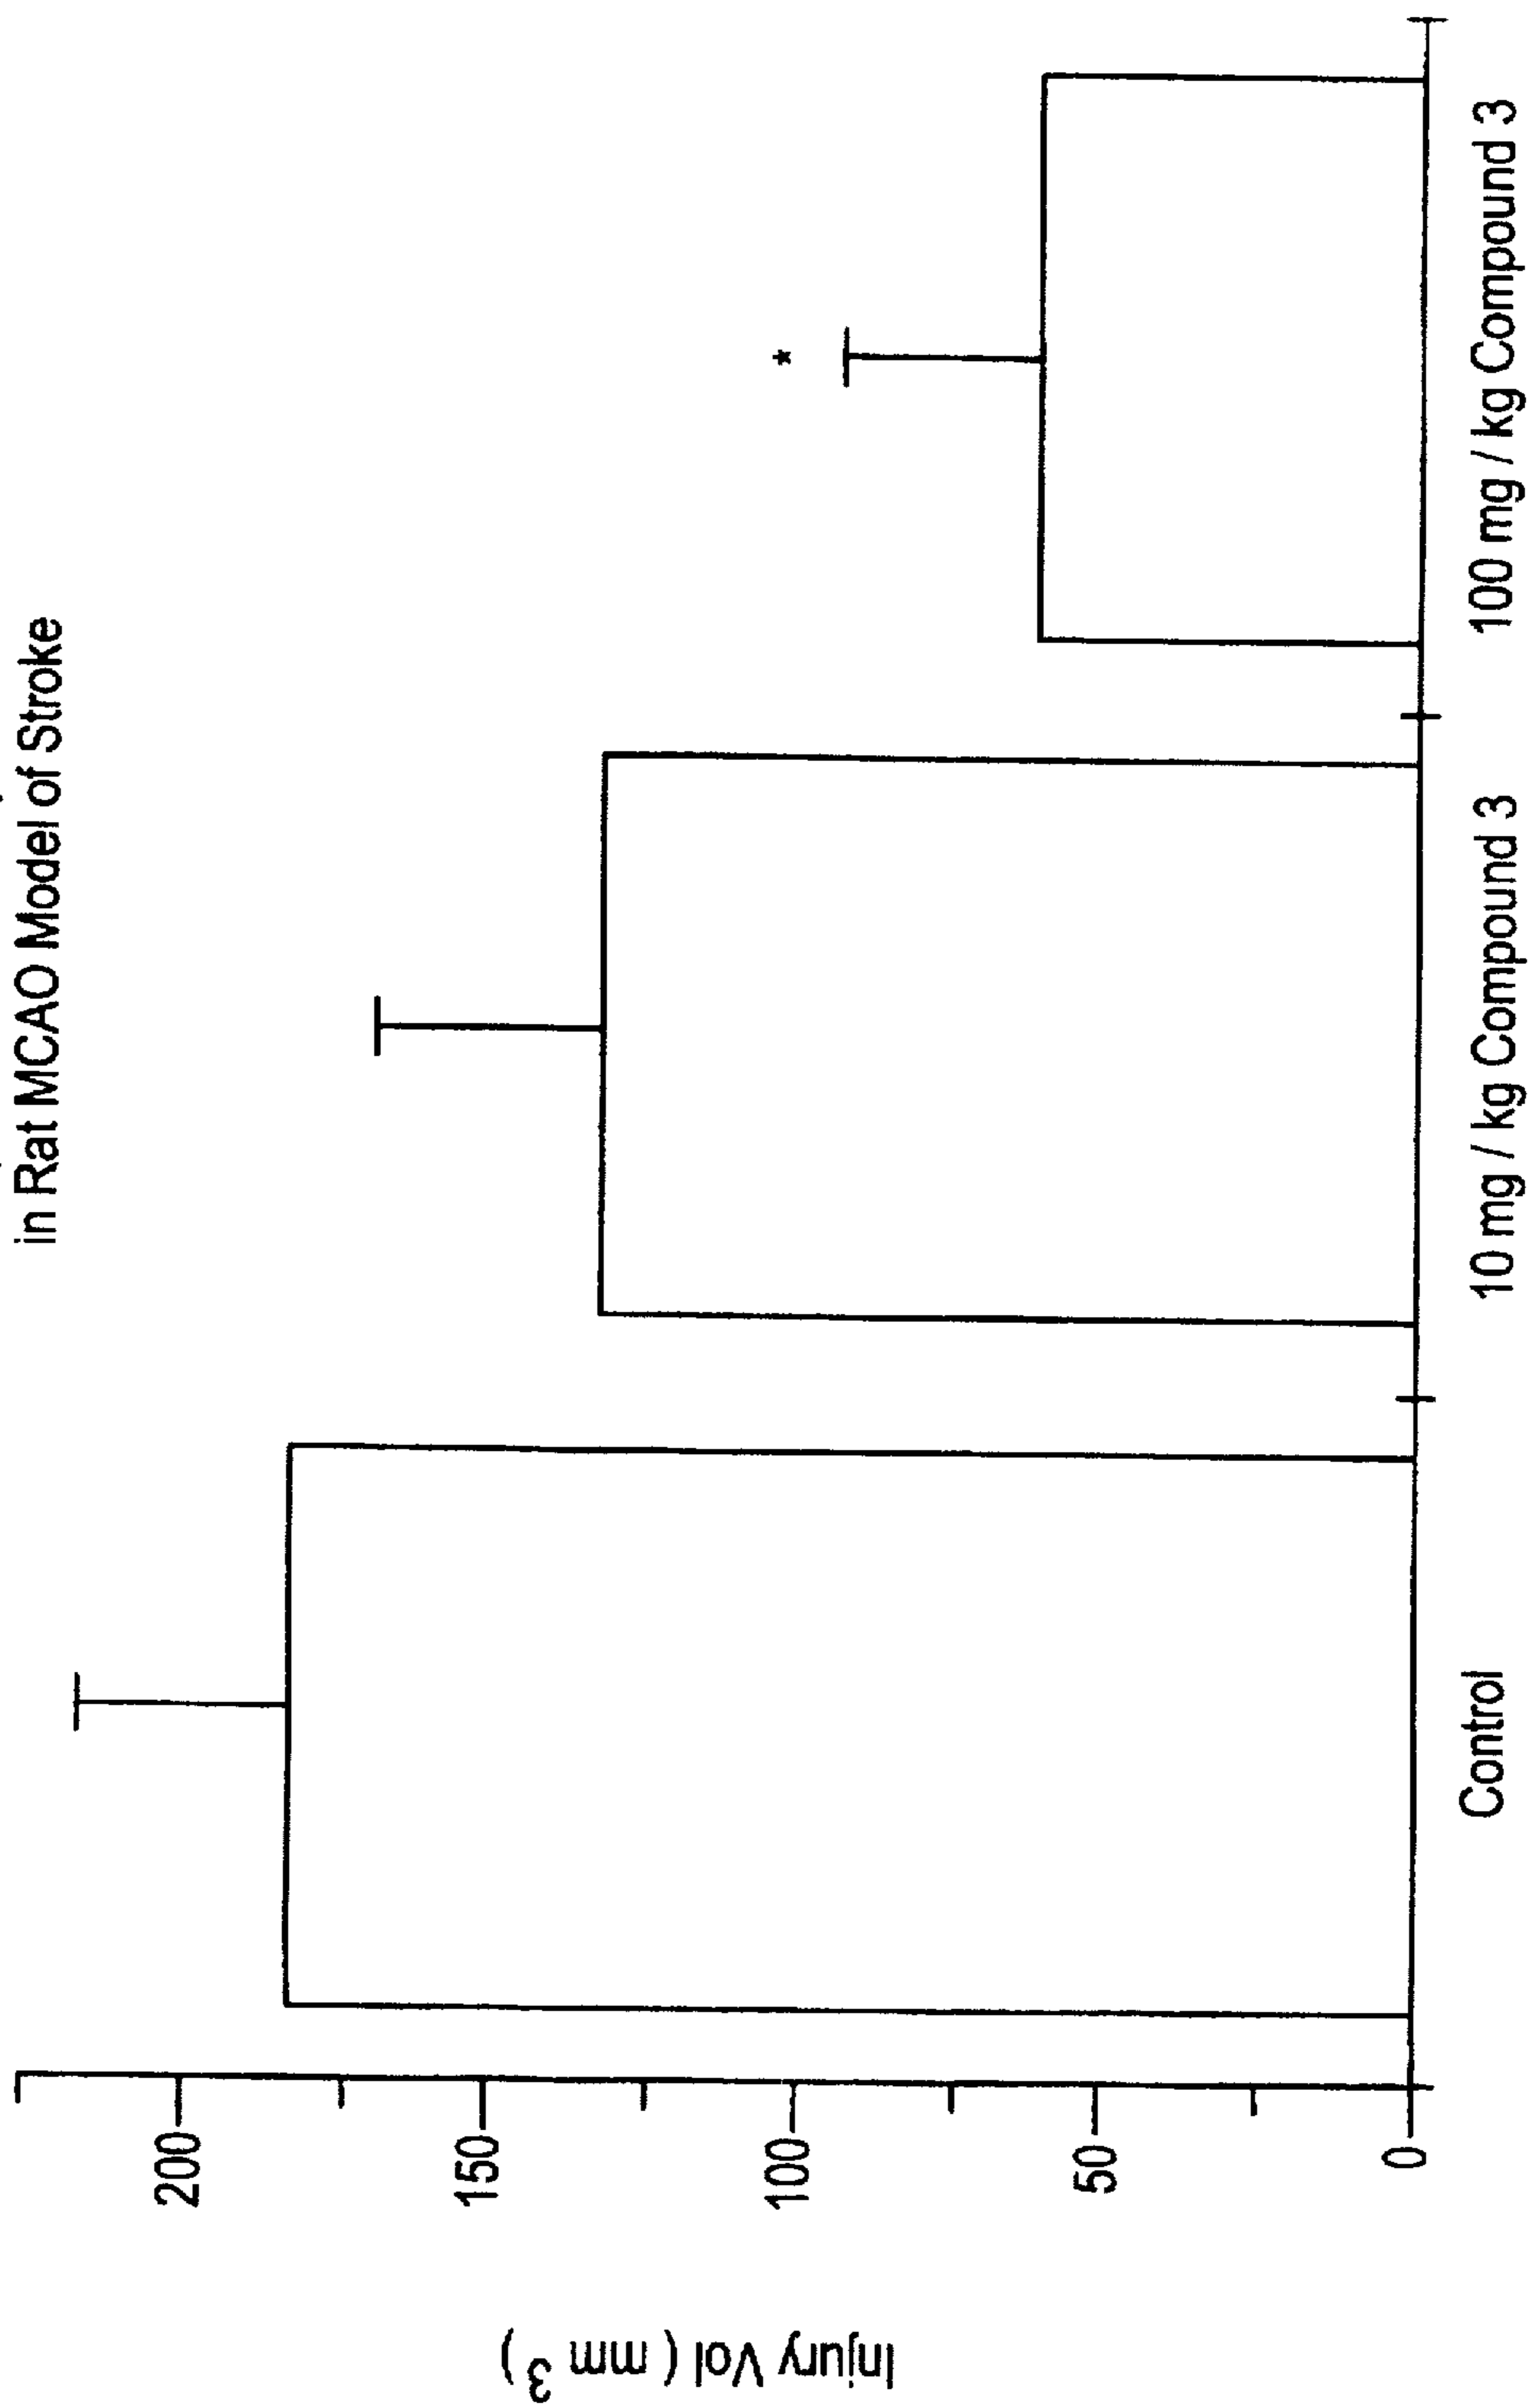 in Rat MCAO Model of Stroke
Injury Vol ( mm 3 )
200
150
100
50
0
*
Control
10 mg / kg Compound 3
100 mg / kg Compound 3